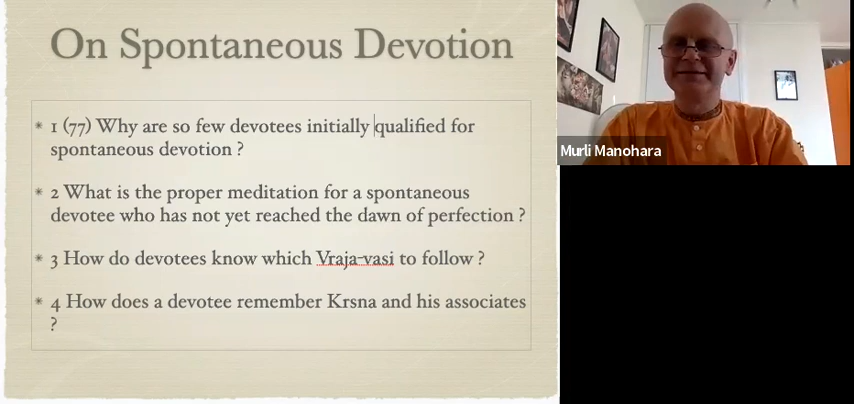 On Spontaneous Devotion
* 1 (77) Why are so few devotees initially qualified for
spontaneous devotion ?
* 2 What is the proper meditation for a spontaneous
devotee who has not yet reached the dawn of perfection ?
* 3 How do devotees know which Vraja-vasi to follow ?
* 4 How does a devotee remember Krsna and his associates
?
Murli Manohara